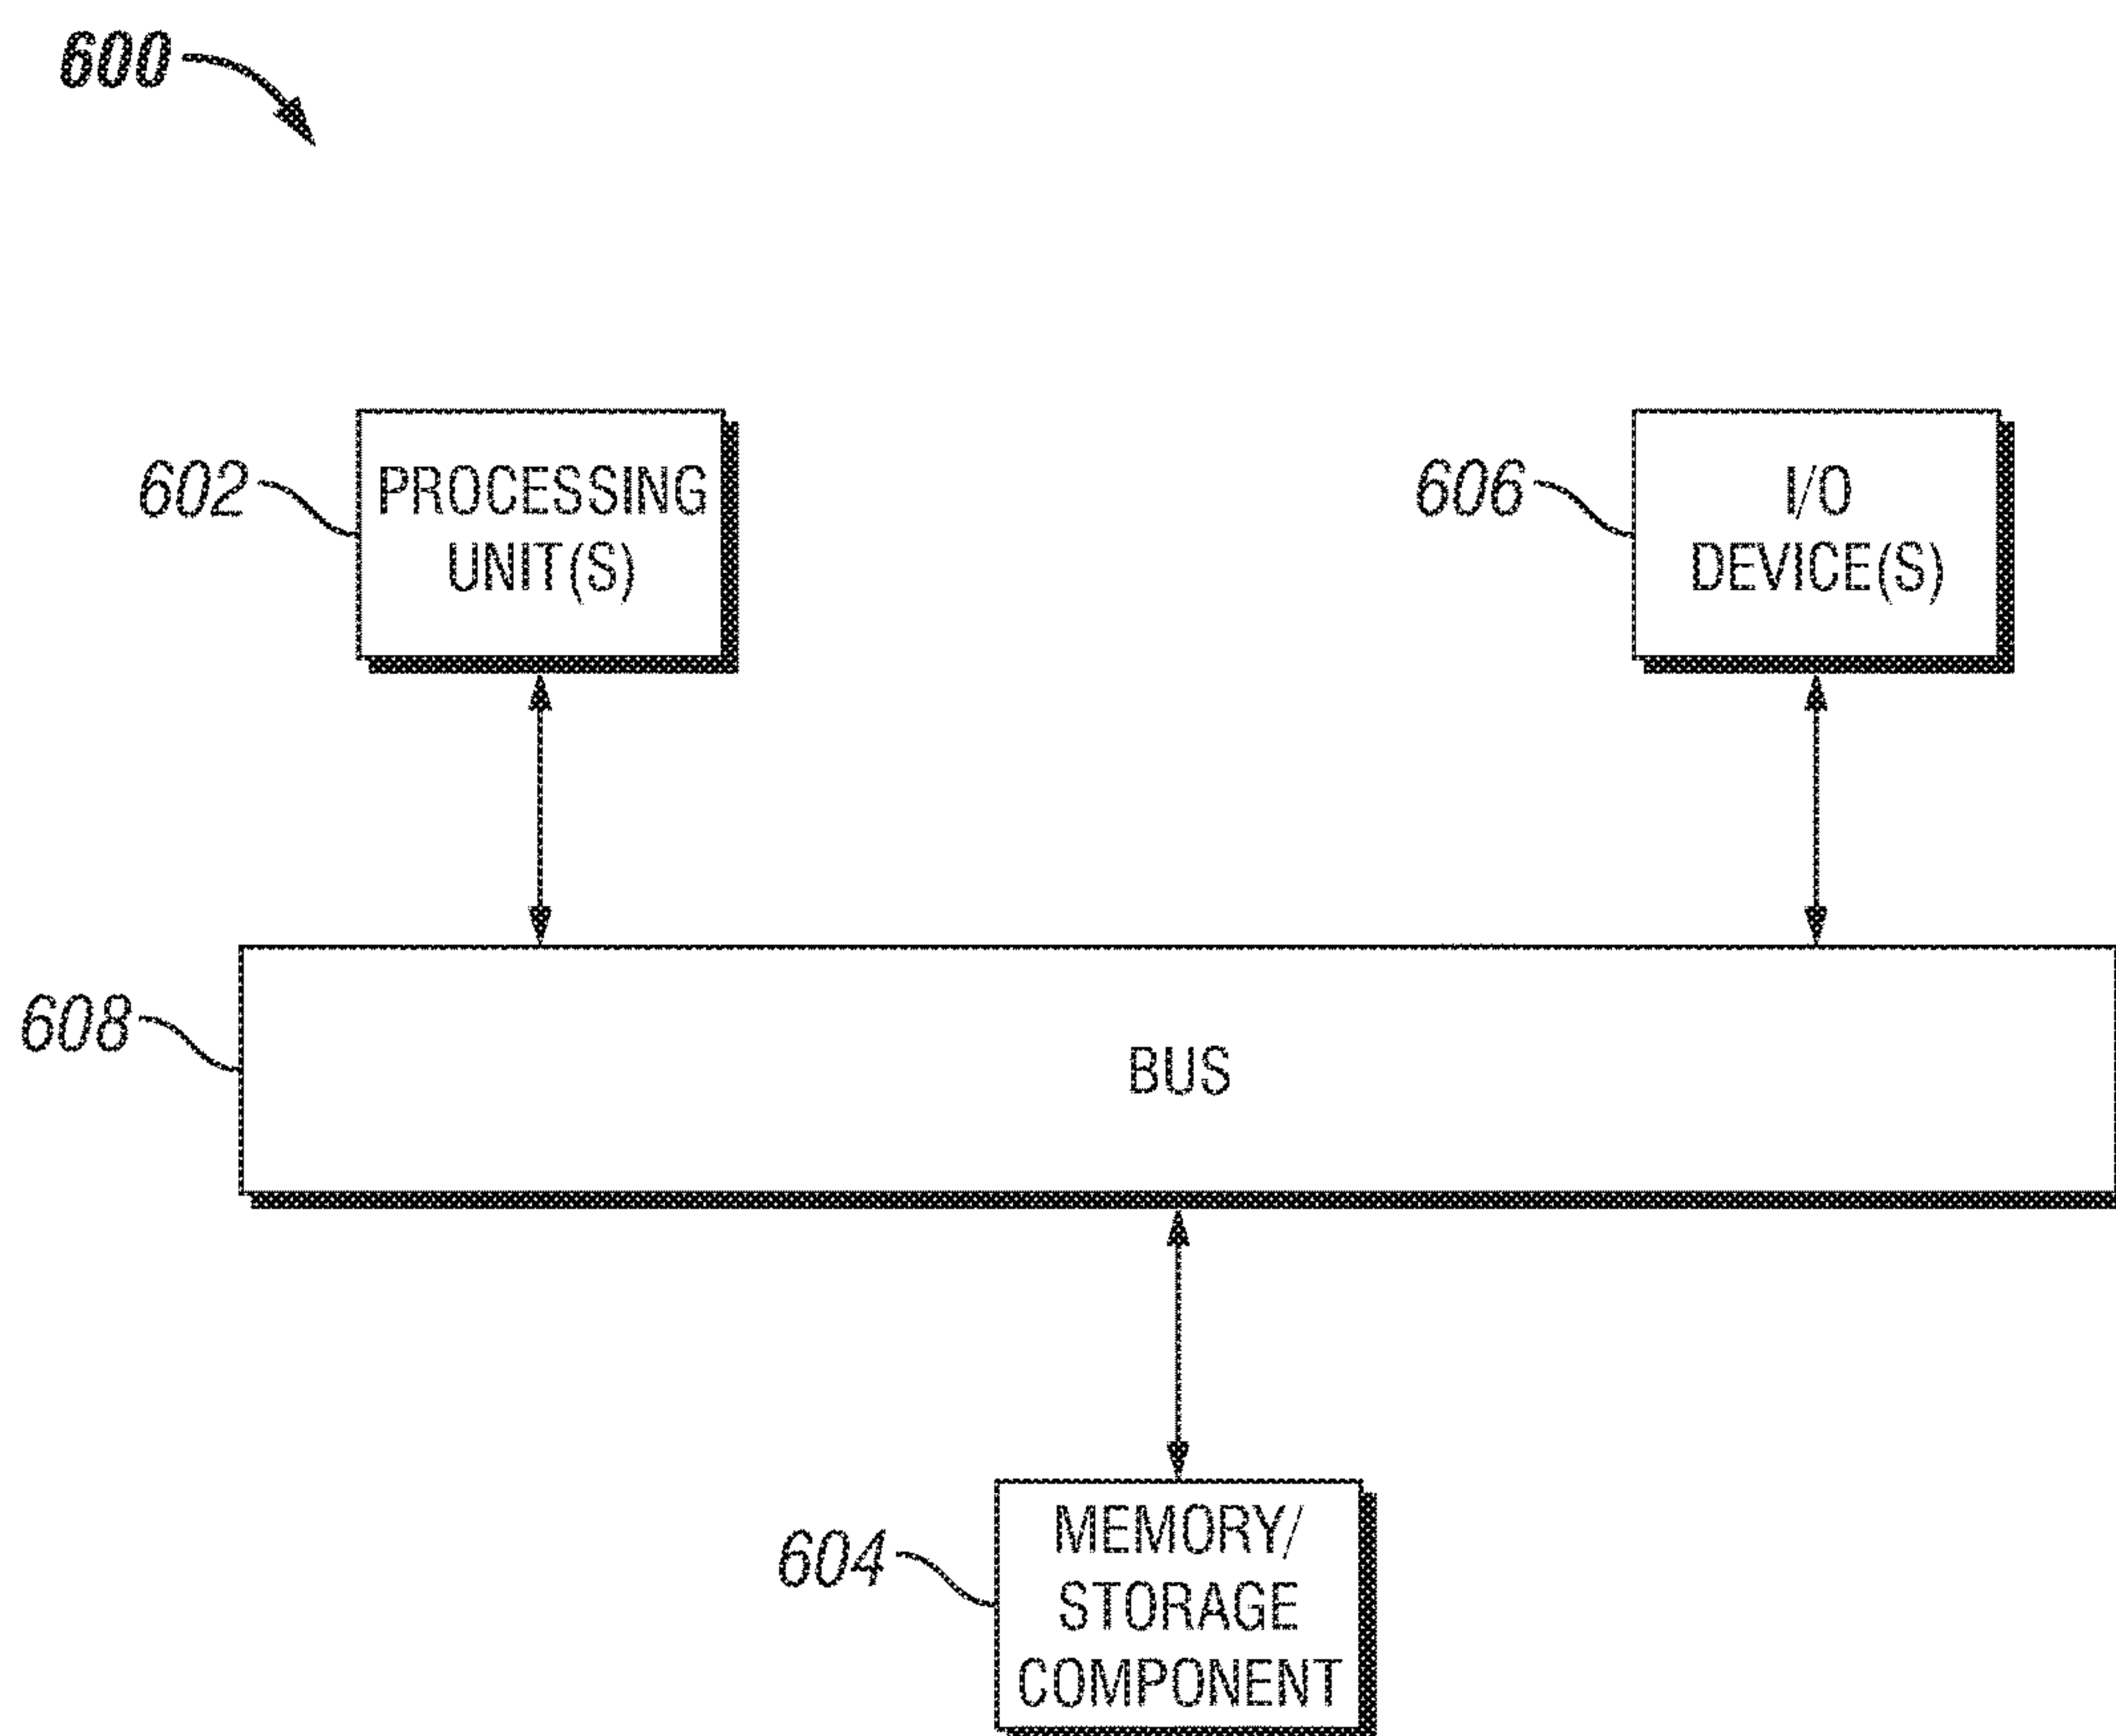 600
602
PROCESSING
UNIT(S)
606
I/O
DEVICE(S)
608
BUS
604
MEMORY/
STORAGE
COMPONENT